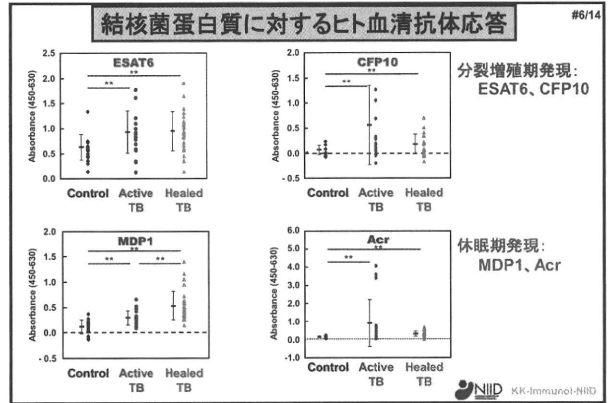 #6/14
結核菌蛋白質に対するヒト血清抗体応答
ESAT6
**
**
Absorbance (450-630)
2.5
2.0
1.5
1.0
0.5
0.0
Control Active TB Healed TB
CFP10
**
**
Absorbance (450-630)
2.0
1.5
1.0
0.5
0.0
- 0.5
Control Active TB Healed TB
分裂増殖期発現:
ESAT6、CFP10
MDP1
**
** **
Absorbance (450-630)
2.0
1.5
1.0
0.5
0.0
- 0.5
Control Active TB Healed TB
Acr
**
**
Absorbance (450-630)
6.0
5.0
4.0
3.0
2.0
1.0
0.0
-1.0
Control Active TB Healed TB
休眠期発現:
MDP1、Acr
NIID KK-Immunol-NIID